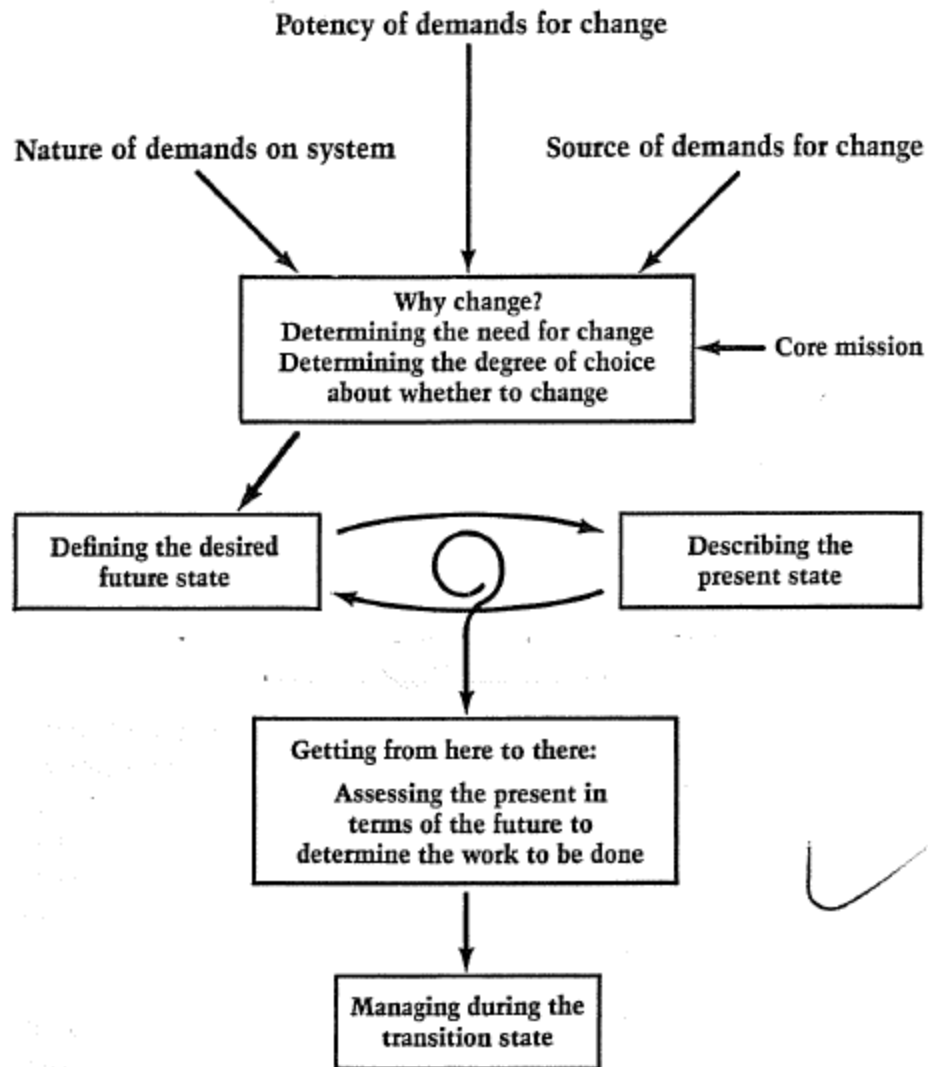 Potency of demands for change
Nature of demands on system
Source of demands for change
Why change?
Determining the need for change
Determining the degree of choice
about whether to change
Core mission
Defining the desired
future state
Describing the
present state
Getting from here to there:
Assessing the present in
terms of the future to
determine the work to be done
Managing during the
transition state